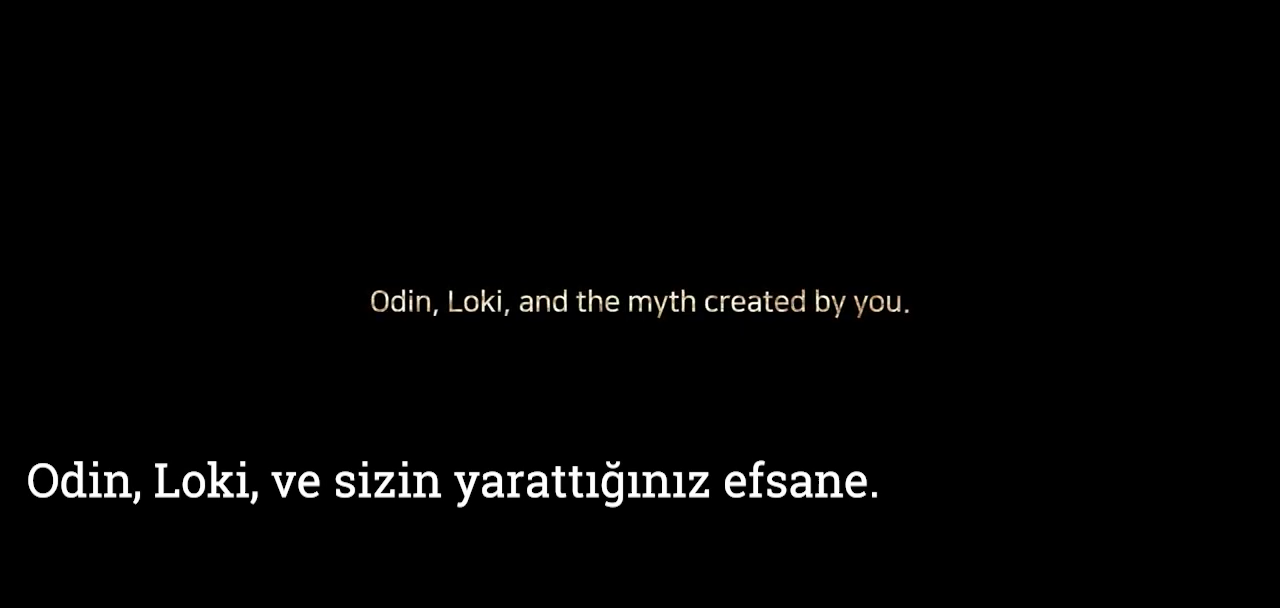 Odin, Loki, and the myth created by you.
Odin, Loki, ve sizin yarattığınız efsane.